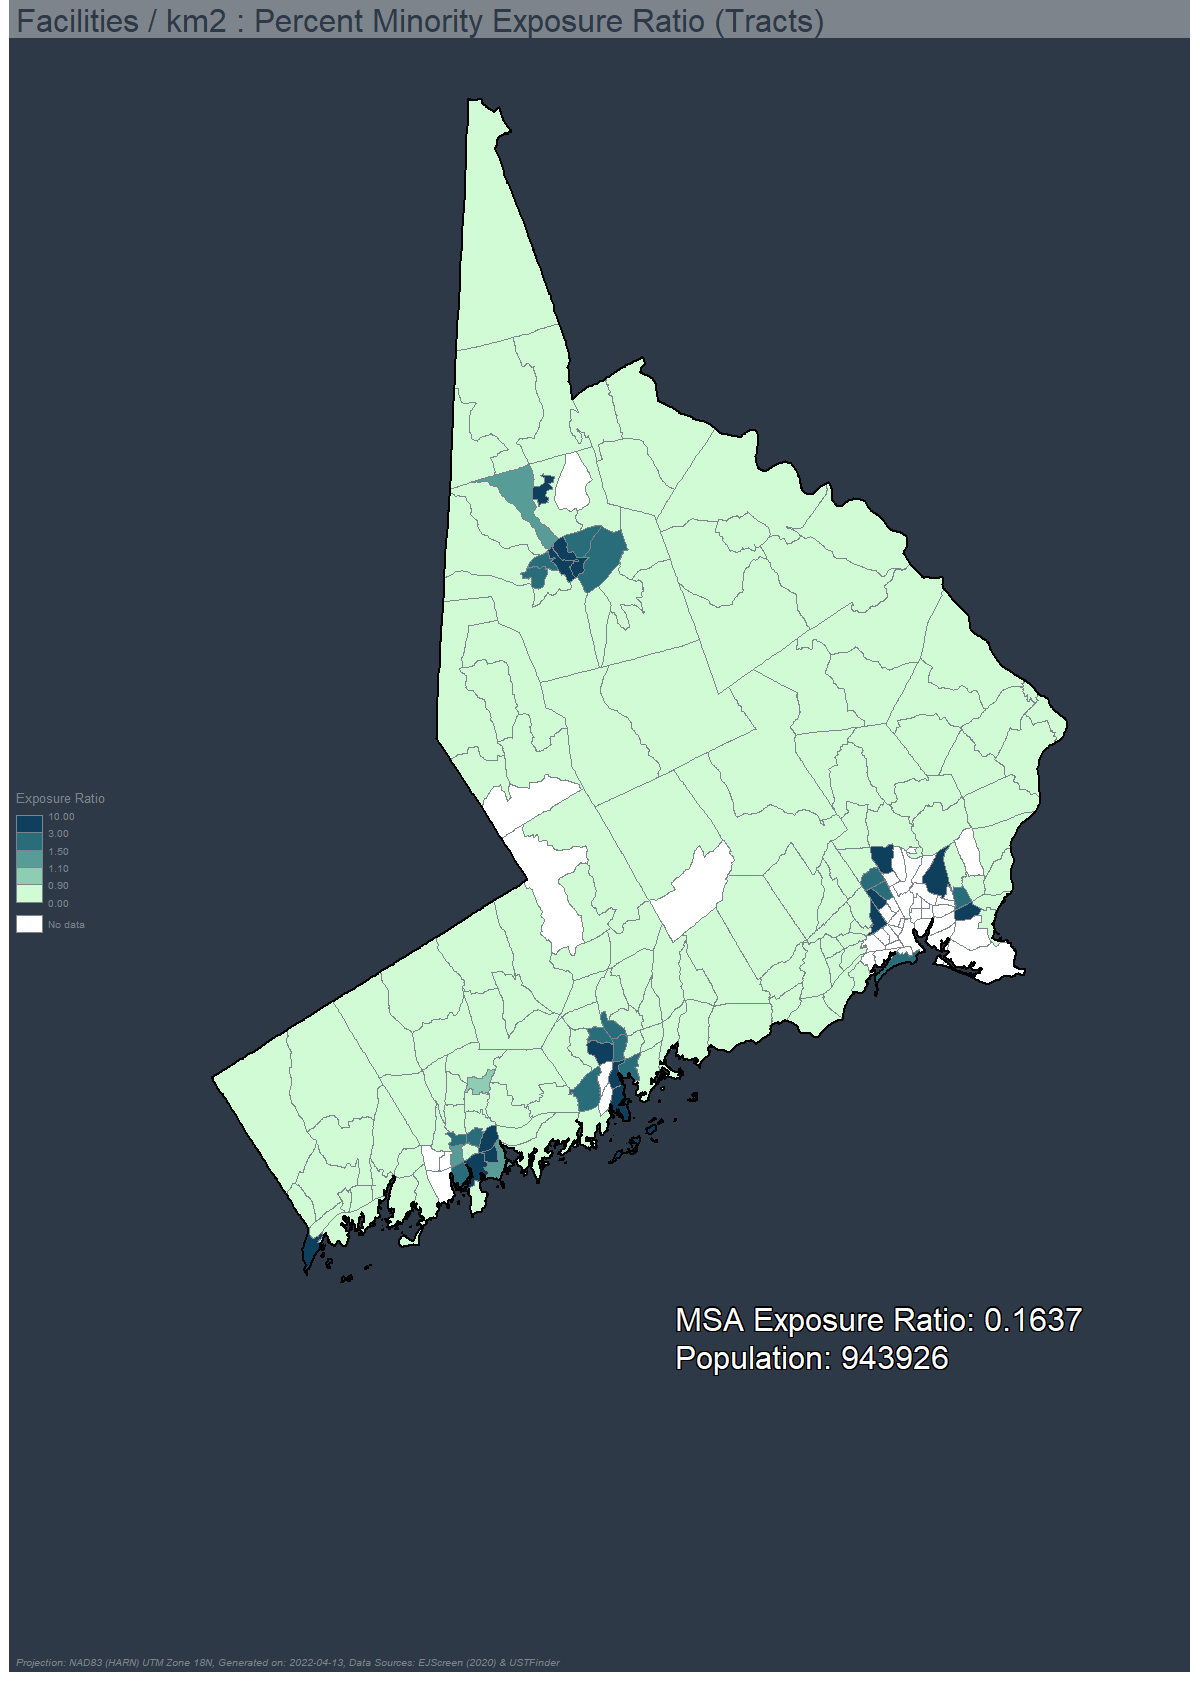 Facilities / km2 : Percent Minority Exposure Ratio (Tracts)
Exposure Ratio
10.00
3.00
1.50
1.10
0.90
0.00
No data
MSA Exposure Ratio: 0.1637
Population: 943926
Projection: NAD83 (HARN) UTM Zone 18N, Generated on: 2022-04-13, Data Sources: EJScreen (2020) & USTFinder